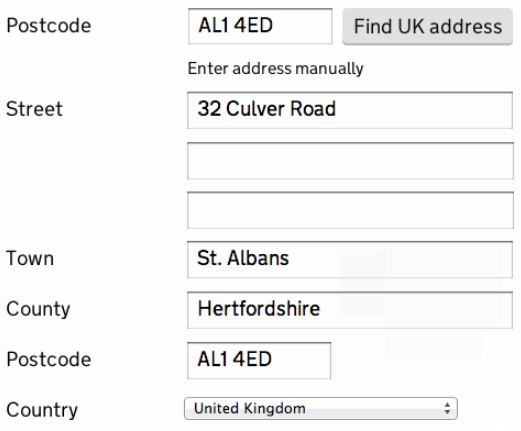 Postcode AL1 4ED Find UK address
Enter address manually
Street 32 Culver Road
Town St. Albans
County Hertfordshire
Postcode AL1 4ED
Country United Kingdom